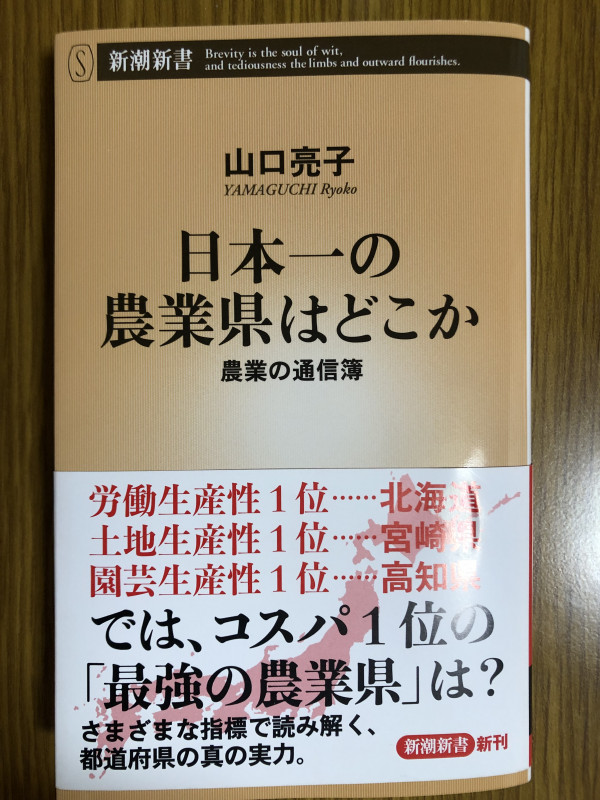 S
新潮新書
Brevity is the soul of wit,
and tediousness the limbs and outward flourishes.
山口亮子
YAMAGUCHI Ryoko
日本一の
農業県はどこか
農業の通信簿
労働生産性1位……北海道
土地生産性1位……宮崎県
園芸生産性1位……高知県
では、コスパ1位の
「最強の農業県」は?
さまざまな指標で読み解く、
都道府県の真の実力。
新潮新書 新刊